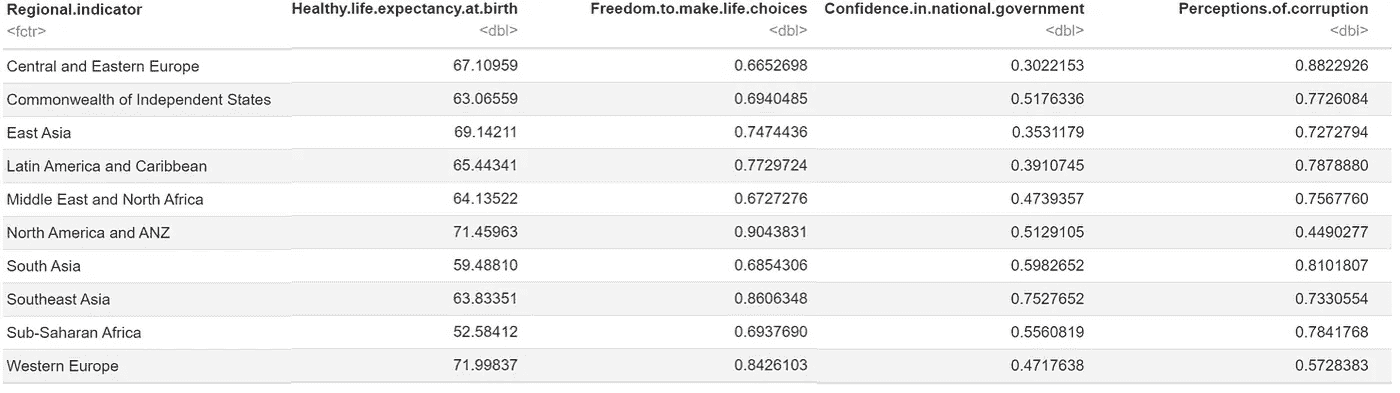 Regional.indicator Healthy.life.expectancy.at.birth Freedom.to.make.life.choices Confidence.in.national.government Perceptions.of.corruption
<fctr> <dbl> <dbl> <dbl> <dbl>
Central and Eastern Europe 67.10959 0.6652698 0.3022153 0.8822926
Commonwealth of Independent States 63.06559 0.6940485 0.5176336 0.7726084
East Asia 69.14211 0.7474436 0.3531179 0.7272794
Latin America and Caribbean 65.44341 0.7729724 0.3910745 0.7878880
Middle East and North Africa 64.13522 0.6727276 0.4739357 0.7567760
North America and ANZ 71.45963 0.9043831 0.5129105 0.4490277
South Asia 59.48810 0.6854306 0.5982652 0.8101807
Southeast Asia 63.83351 0.8606348 0.7527652 0.7330554
Sub-Saharan Africa 52.58412 0.6937690 0.5560819 0.7841768
Western Europe 71.99837 0.8426103 0.4717638 0.5728383